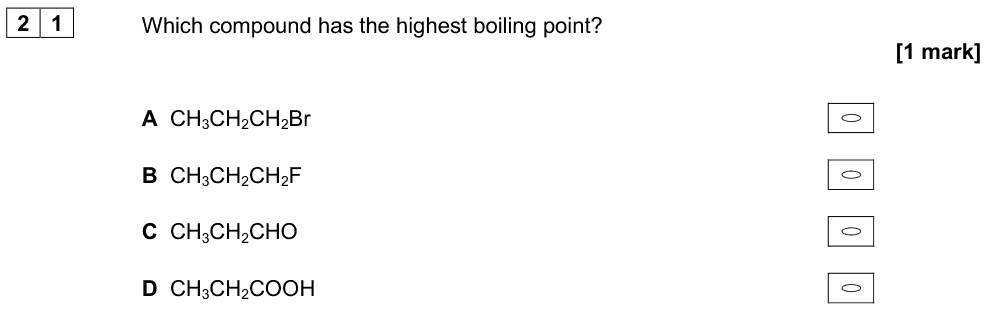 2 1 Which compound has the highest boiling point?
[1 mark]
A CH₃CH₂CH₂Br
B CH₃CH₂CH₂F
C CH₃CH₂CHO
D CH₃CH₂COOH